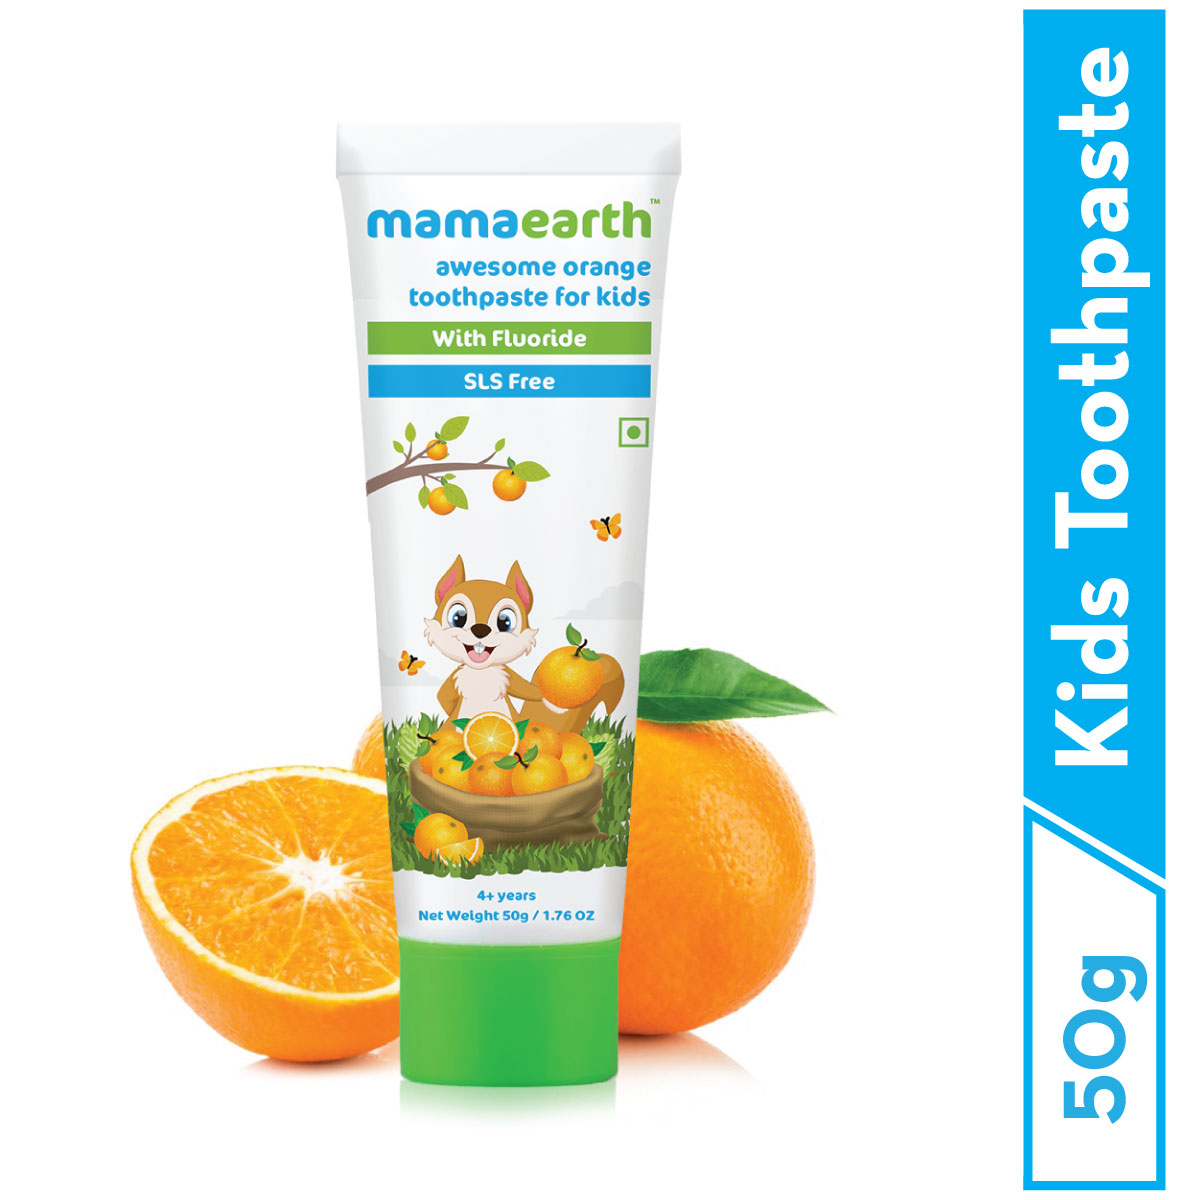 mamaearth™
awesome orange
toothpaste for kids
With Fluoride
SLS Free
4+ years
Net Weight 50g / 1.76 OZ
Kids Toothpaste
50g